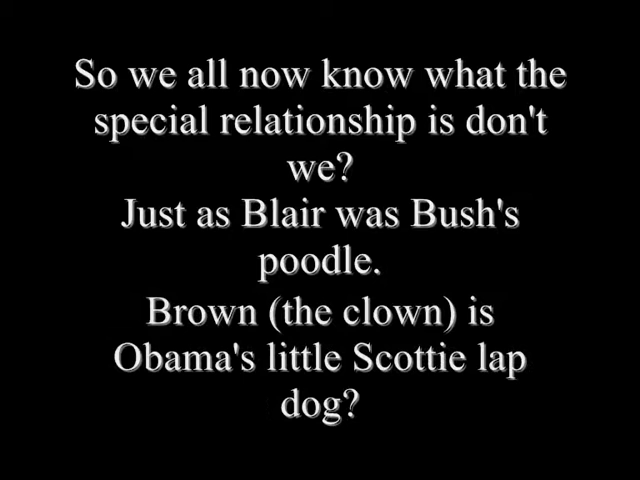 So we all now know what the
special relationship is don't
we?
Just as Blair was Bush's
poodle.
Brown (the clown) is
Obama's little Scottie lap
dog?